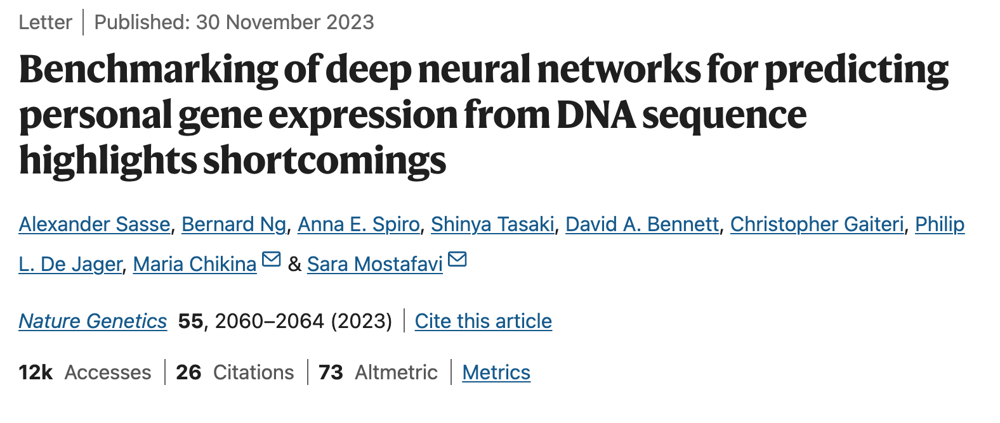 Letter | Published: 30 November 2023
Benchmarking of deep neural networks for predicting
personal gene expression from DNA sequence
highlights shortcomings
Alexander Sasse, Bernard Ng, Anna E. Spiro, Shinya Tasaki, David A. Bennett, Christopher Gaiteri, Philip
L. De Jager, Maria Chikina & Sara Mostafavi
Nature Genetics 55, 2060–2064 (2023) | Cite this article
12k Accesses | 26 Citations | 73 Altmetric | Metrics